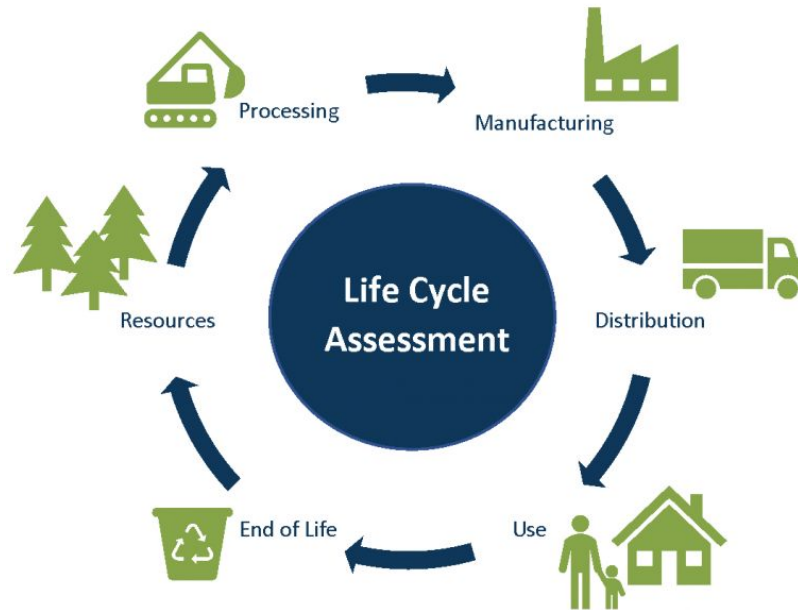 Processing
Manufacturing
Life Cycle
Assessment
Resources
Distribution
End of Life
Use